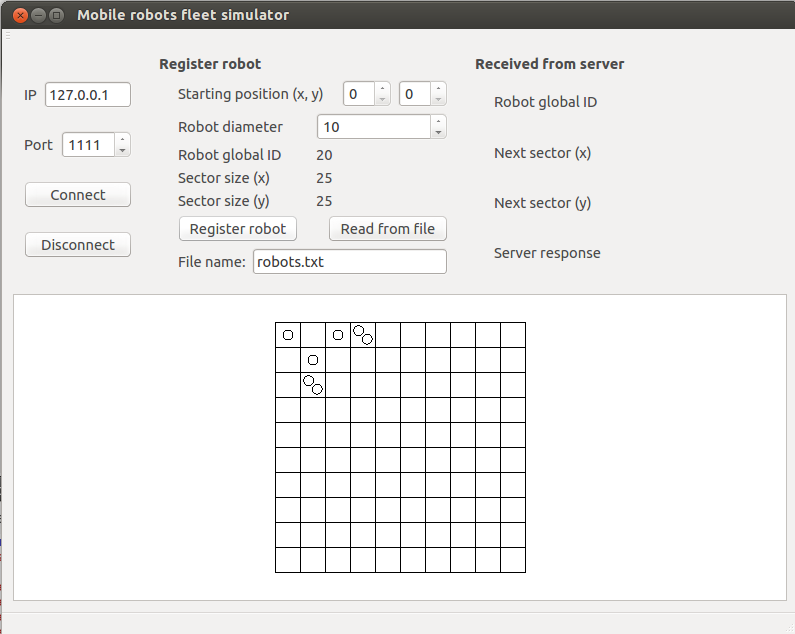 Mobile robots fleet simulator
Register robot
Received from server
IP 127.0.0.1
Starting position (x, y) 0 0
Robot global ID
Robot diameter 10
Port 1111
Robot global ID 20
Next sector (x)
Sector size (x) 25
Connect
Sector size (y) 25
Next sector (y)
Register robot Read from file
Disconnect
Server response
File name: robots.txt